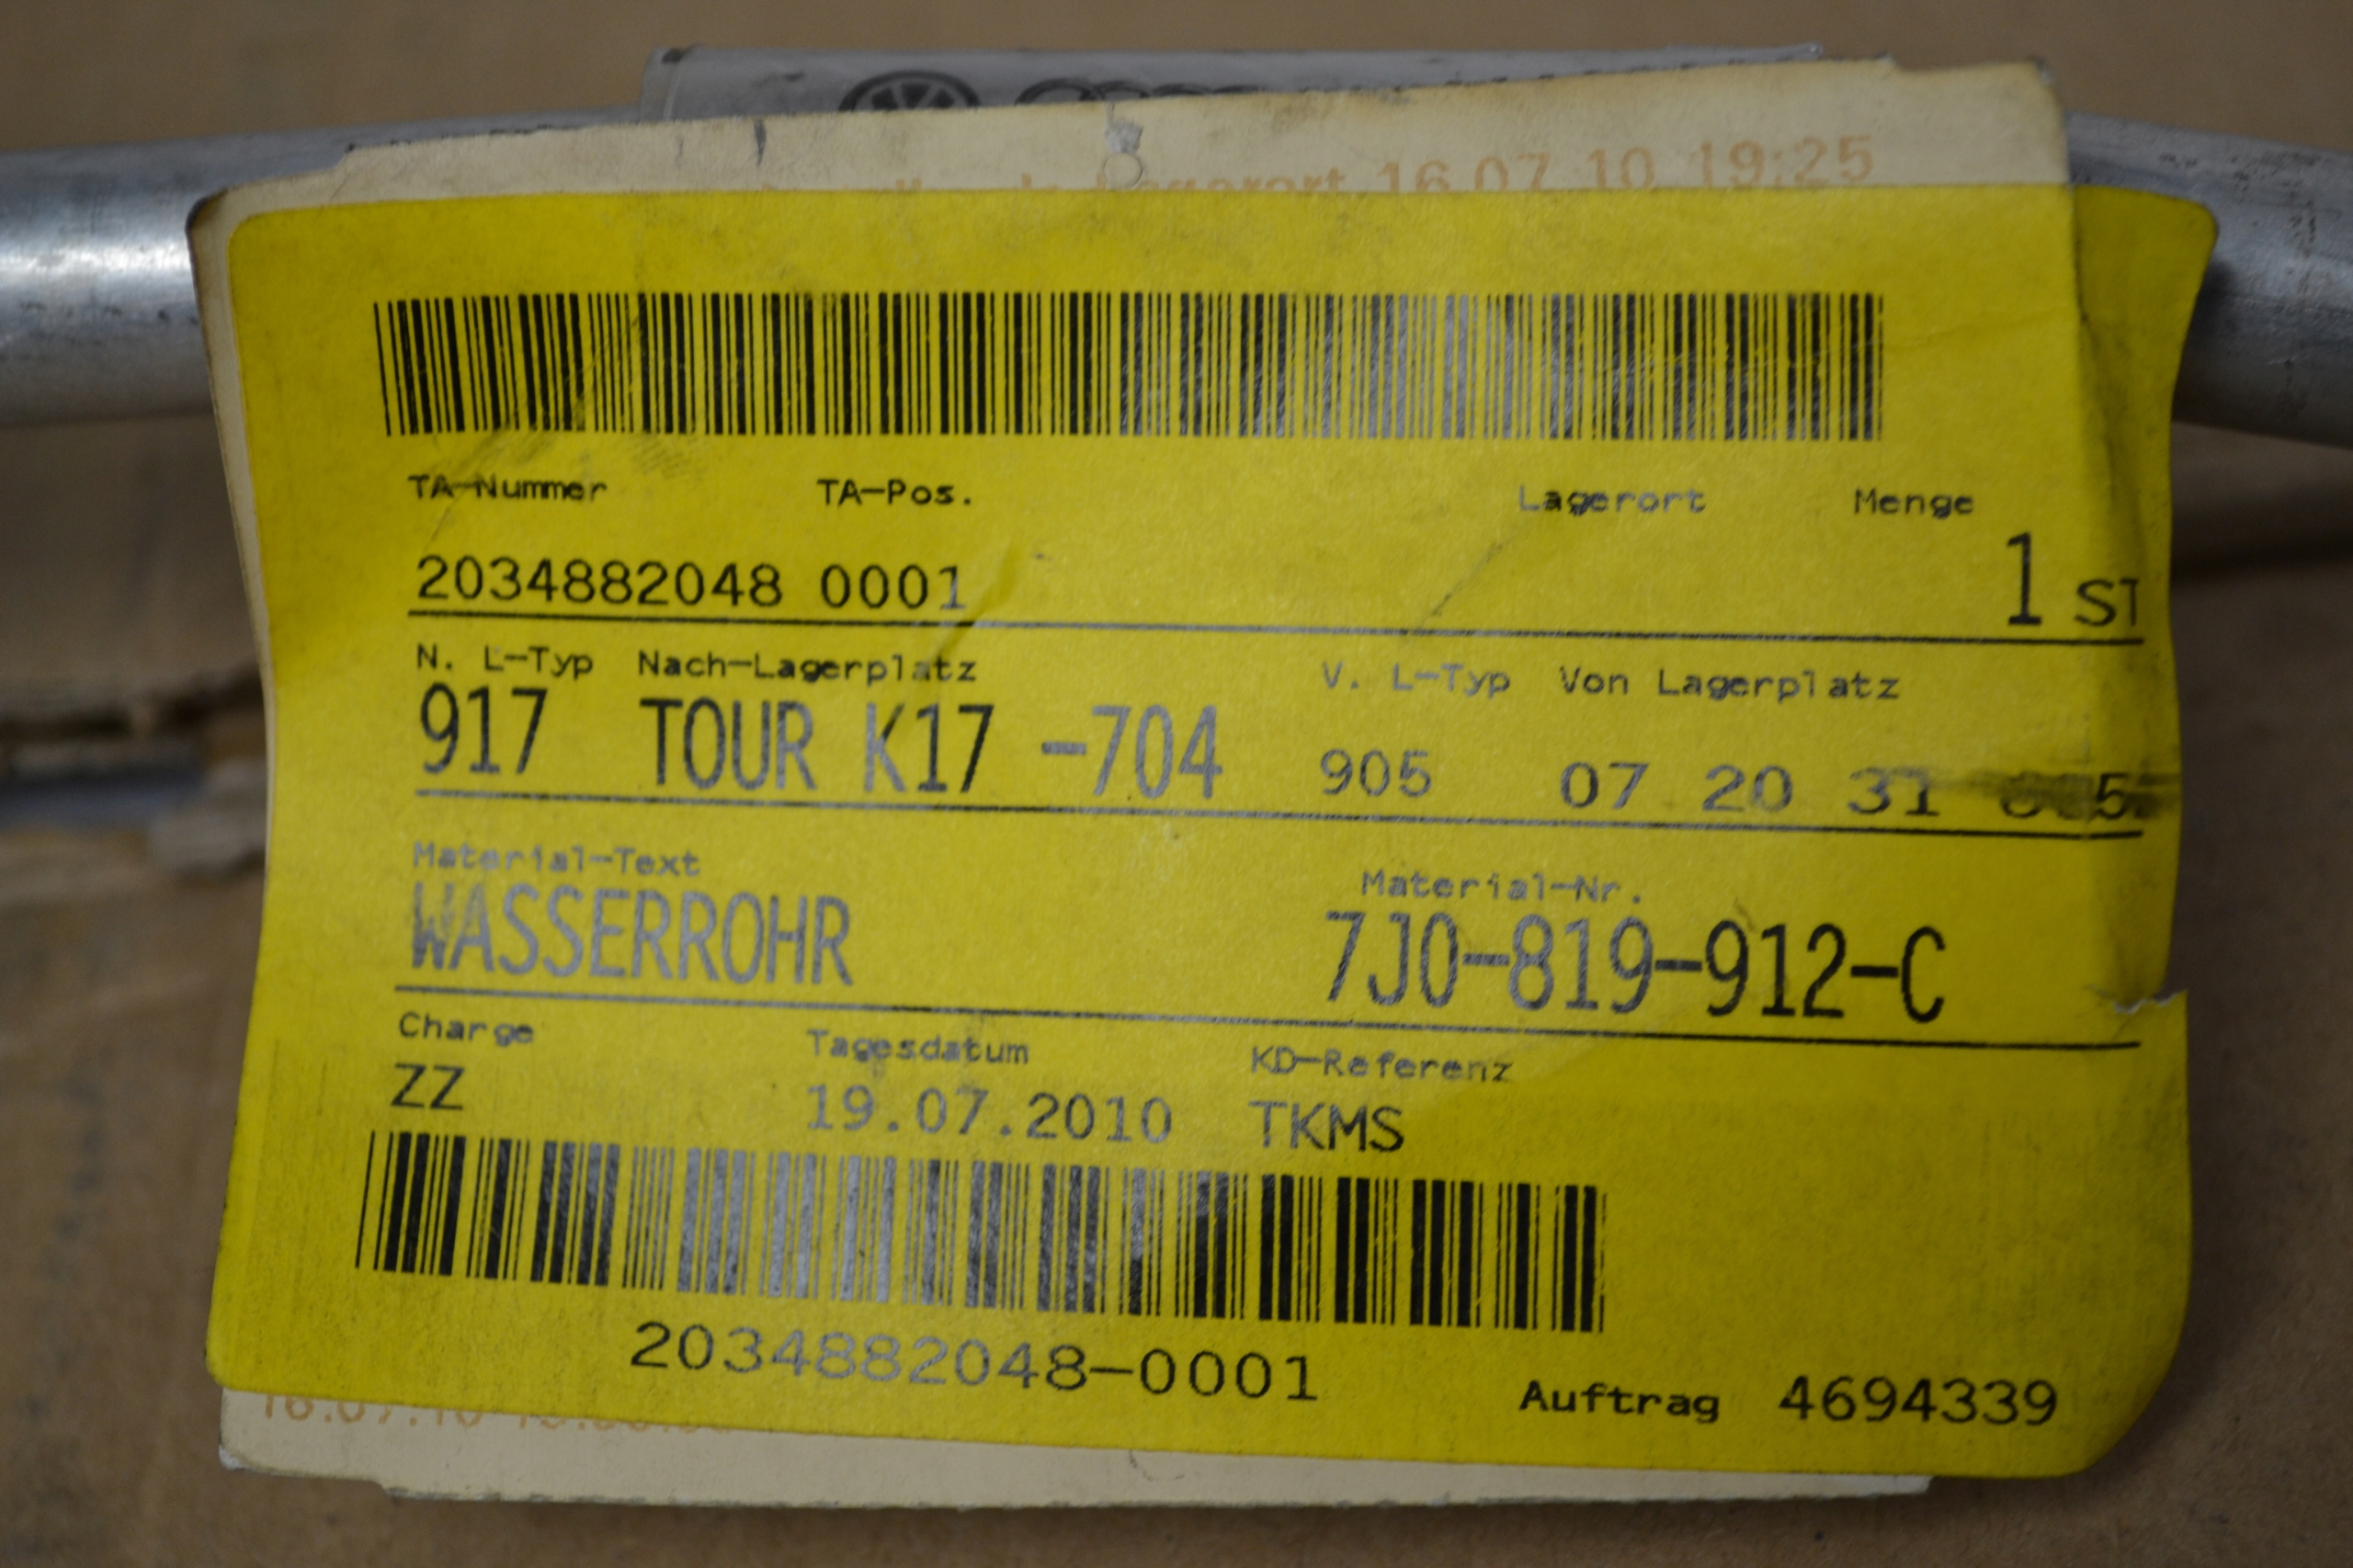 Lagerort 16.07.10 19:25
TA-Nummer TA-Pos. Lagerort Menge
2034882048 0001 1 ST
N. L-Typ Nach-Lagerplatz V. L-Typ Von Lagerplatz
917 TOUR K17 -704 905 07 20 31
Material-Text Material-Nr.
WASSERROHR 7J0-819-912-C
Charge Tagesdatum KD-Referenz
ZZ 19.07.2010 TKMS
2034882048-0001
Auftrag 4694339